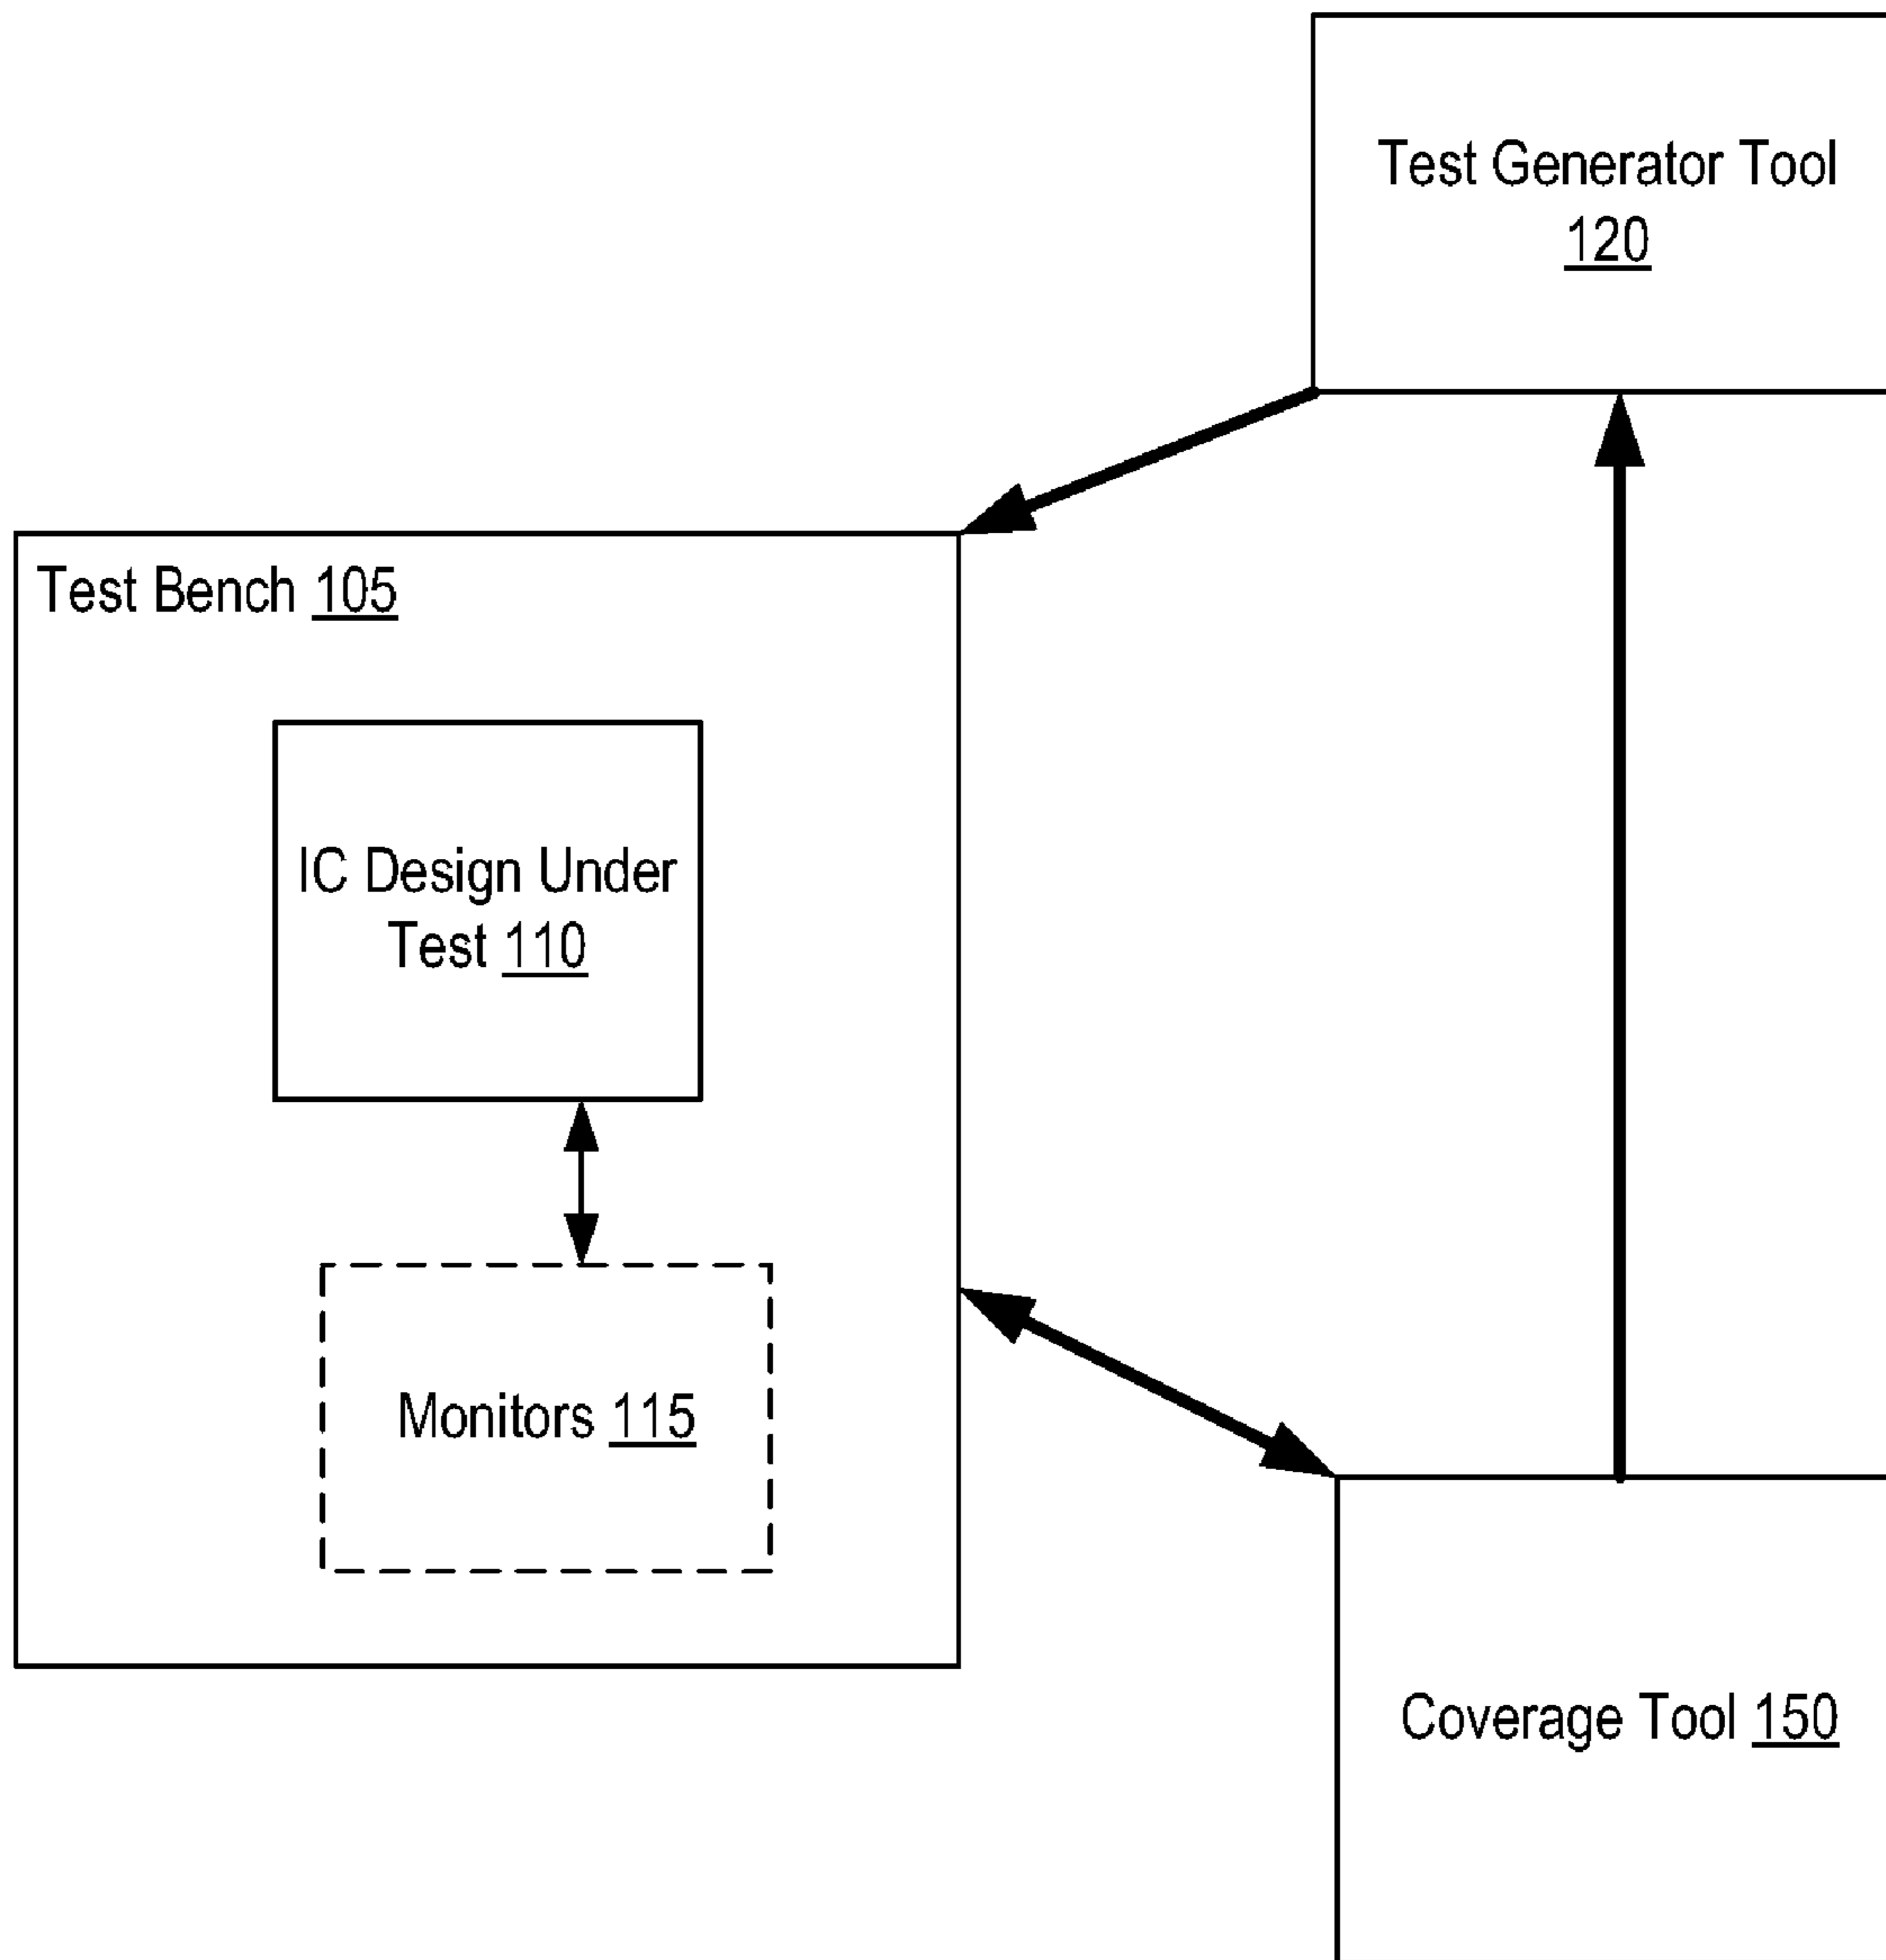 Test Generator Tool
120
Test Bench 105
IC Design Under
Test 110
Monitors 115
Coverage Tool 150